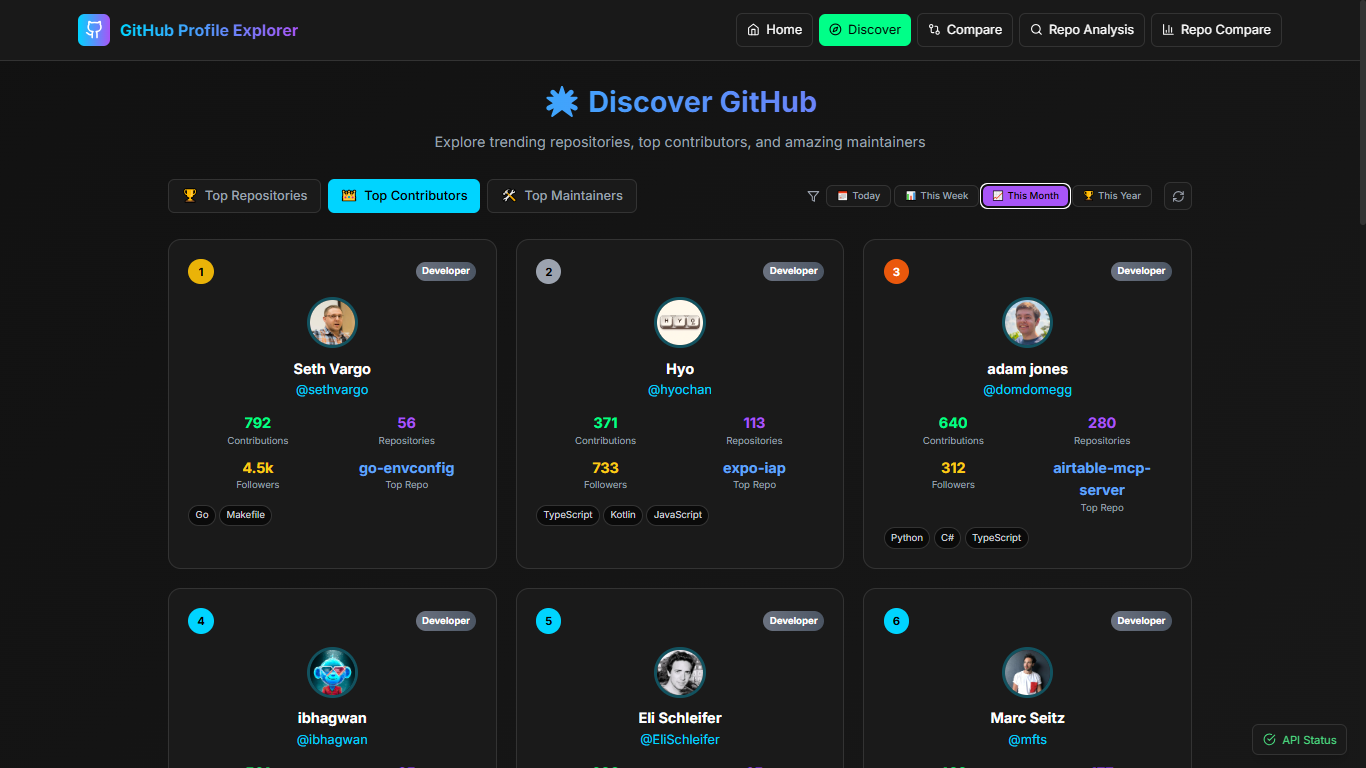 GitHub Profile Explorer
Home
Discover
Compare
Repo Analysis
Repo Compare
Discover GitHub
Explore trending repositories, top contributors, and amazing maintainers
Top Repositories
Top Contributors
Top Maintainers
Today
This Week
This Month
This Year
1
Developer
Seth Vargo
@sethvargo
792
56
Contributions
Repositories
4.5k
go-envconfig
Followers
Top Repo
Go
Makefile
2
Developer
HYO
Hyo
@hyochan
371
113
Contributions
Repositories
733
expo-iap
Followers
Top Repo
TypeScript
Kotlin
JavaScript
3
Developer
adam jones
@domdomegg
640
280
Contributions
Repositories
312
airtable-mcp-
server
Followers
Top Repo
Python
C#
TypeScript
4
Developer
ibhagwan
@ibhagwan
5
Developer
Eli Schleifer
@EliSchleifer
6
Developer
Marc Seitz
@mfts
API Status